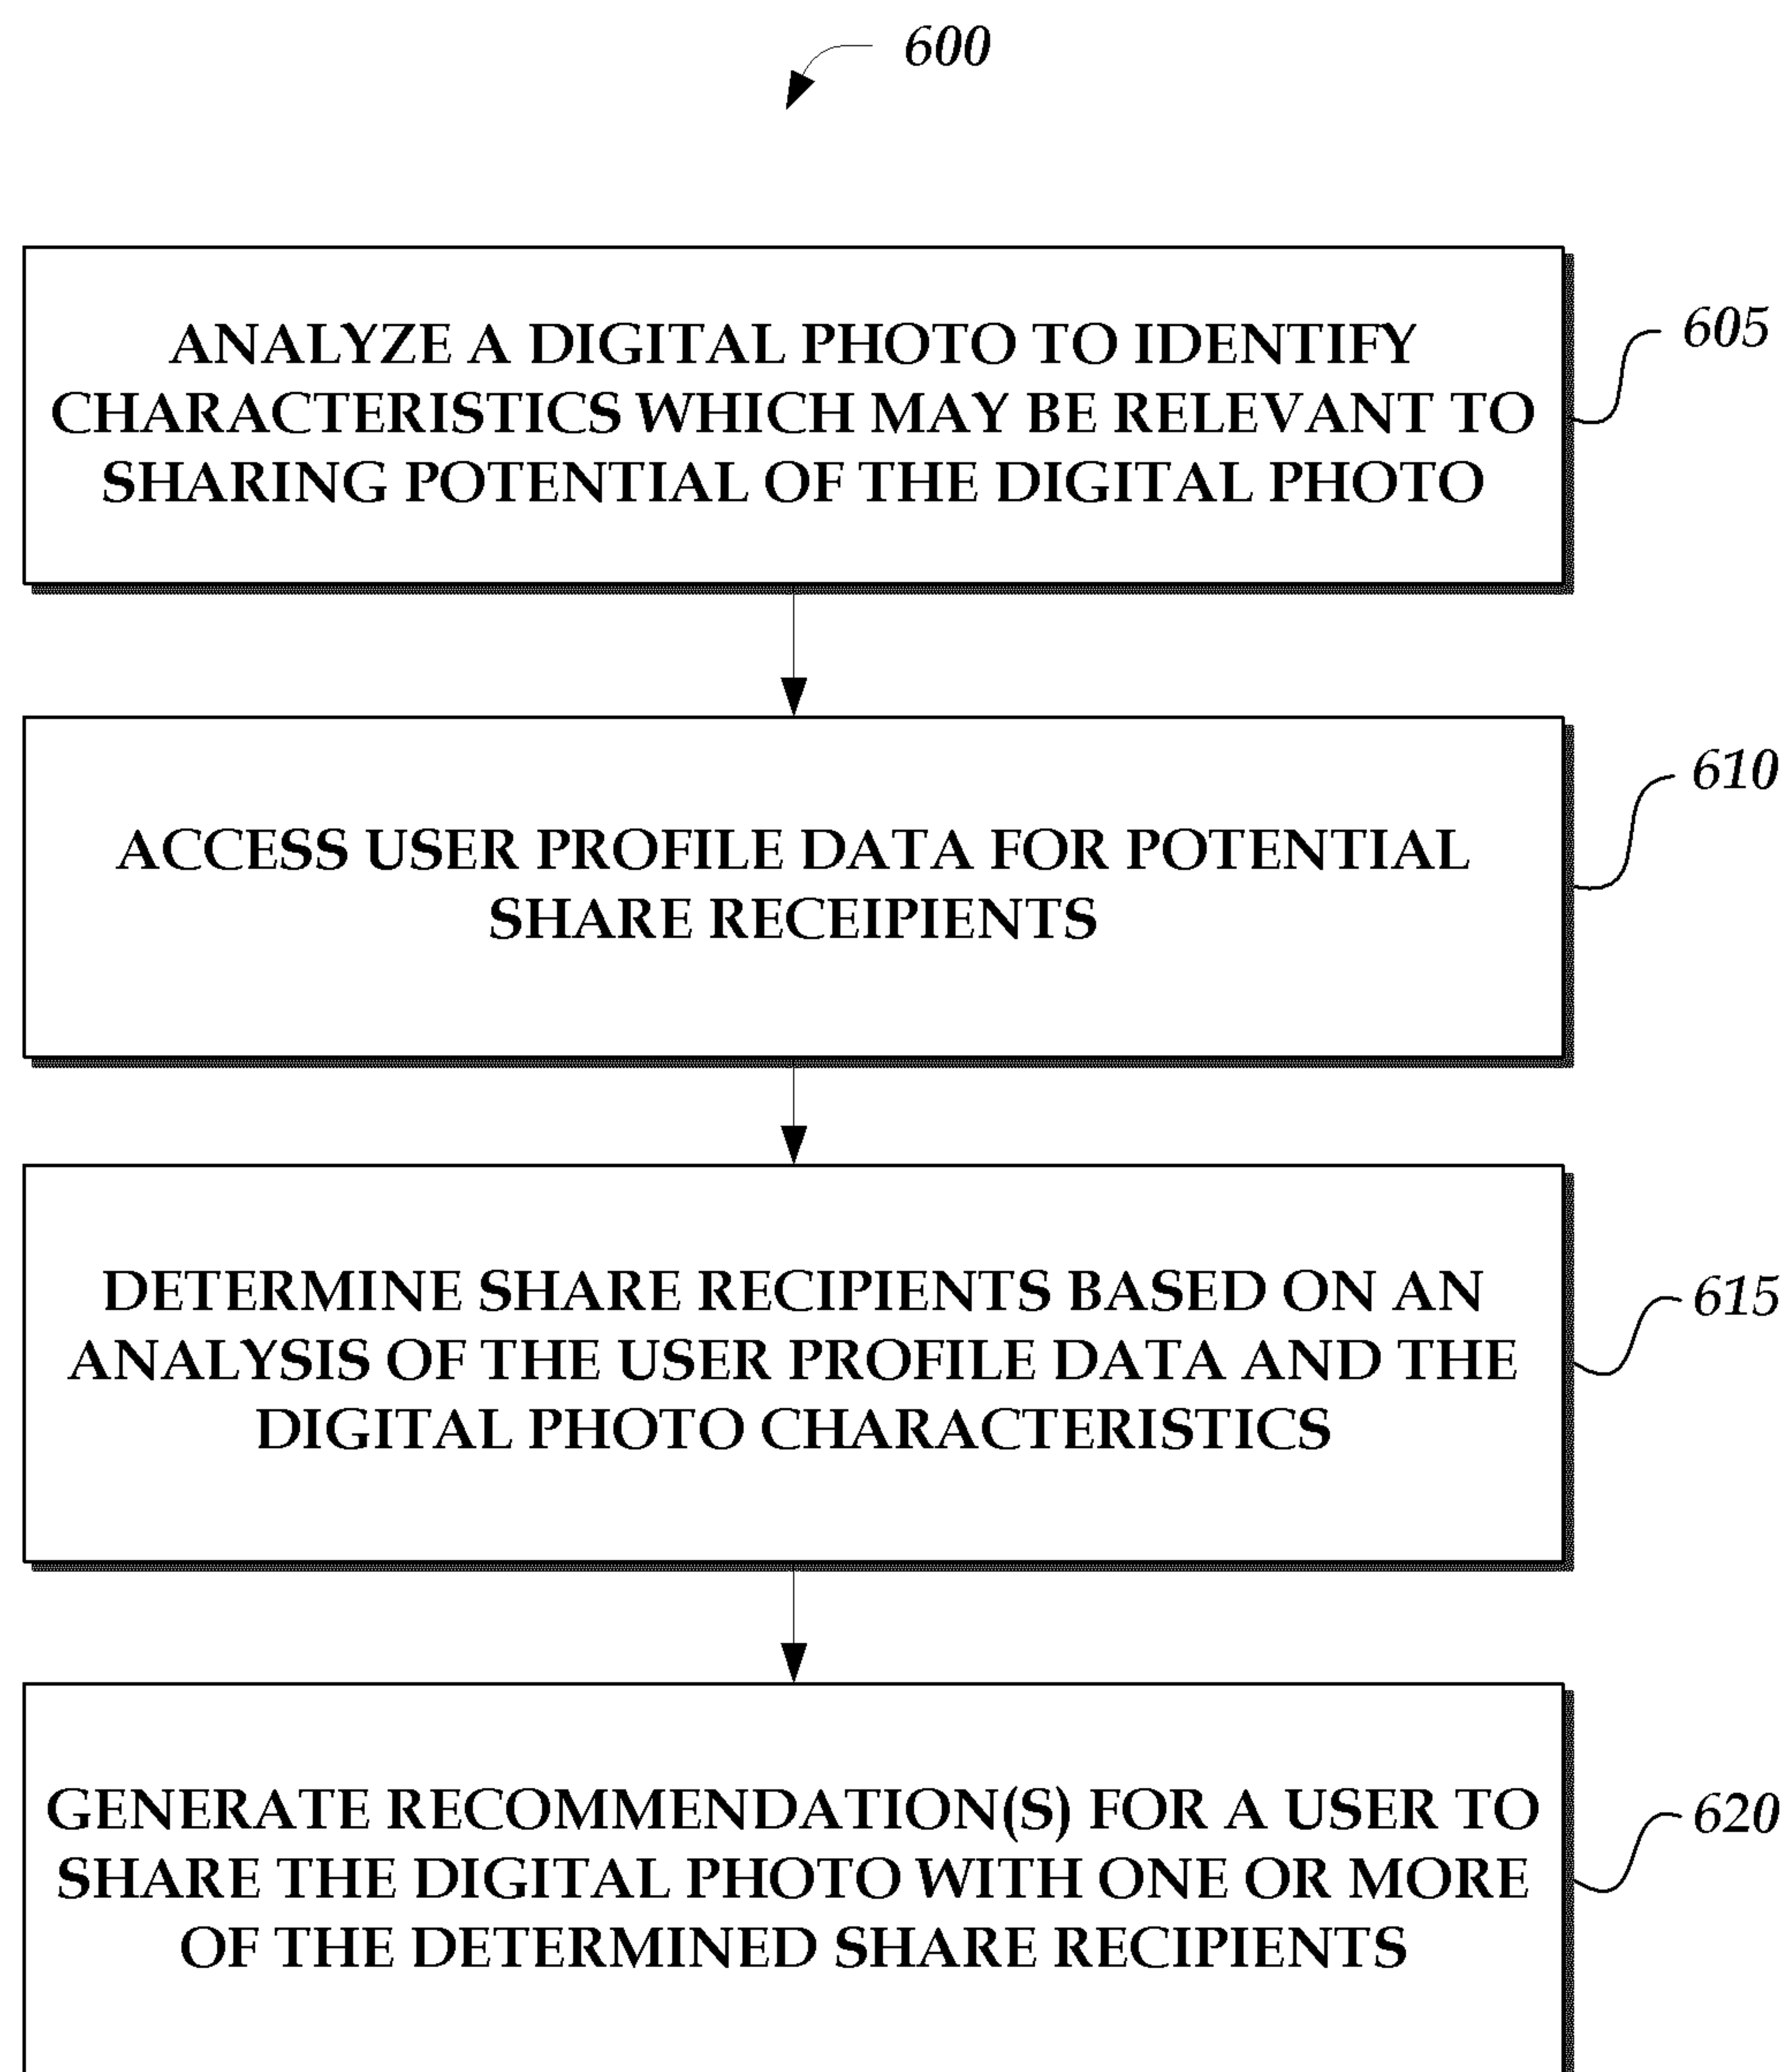 600
ANALYZE A DIGITAL PHOTO TO IDENTIFY
CHARACTERISTICS WHICH MAY BE RELEVANT TO
SHARING POTENTIAL OF THE DIGITAL PHOTO
605
ACCESS USER PROFILE DATA FOR POTENTIAL
SHARE RECEIPIENTS
610
DETERMINE SHARE RECIPIENTS BASED ON AN
ANALYSIS OF THE USER PROFILE DATA AND THE
DIGITAL PHOTO CHARACTERISTICS
615
GENERATE RECOMMENDATION(S) FOR A USER TO
SHARE THE DIGITAL PHOTO WITH ONE OR MORE
OF THE DETERMINED SHARE RECIPIENTS
620